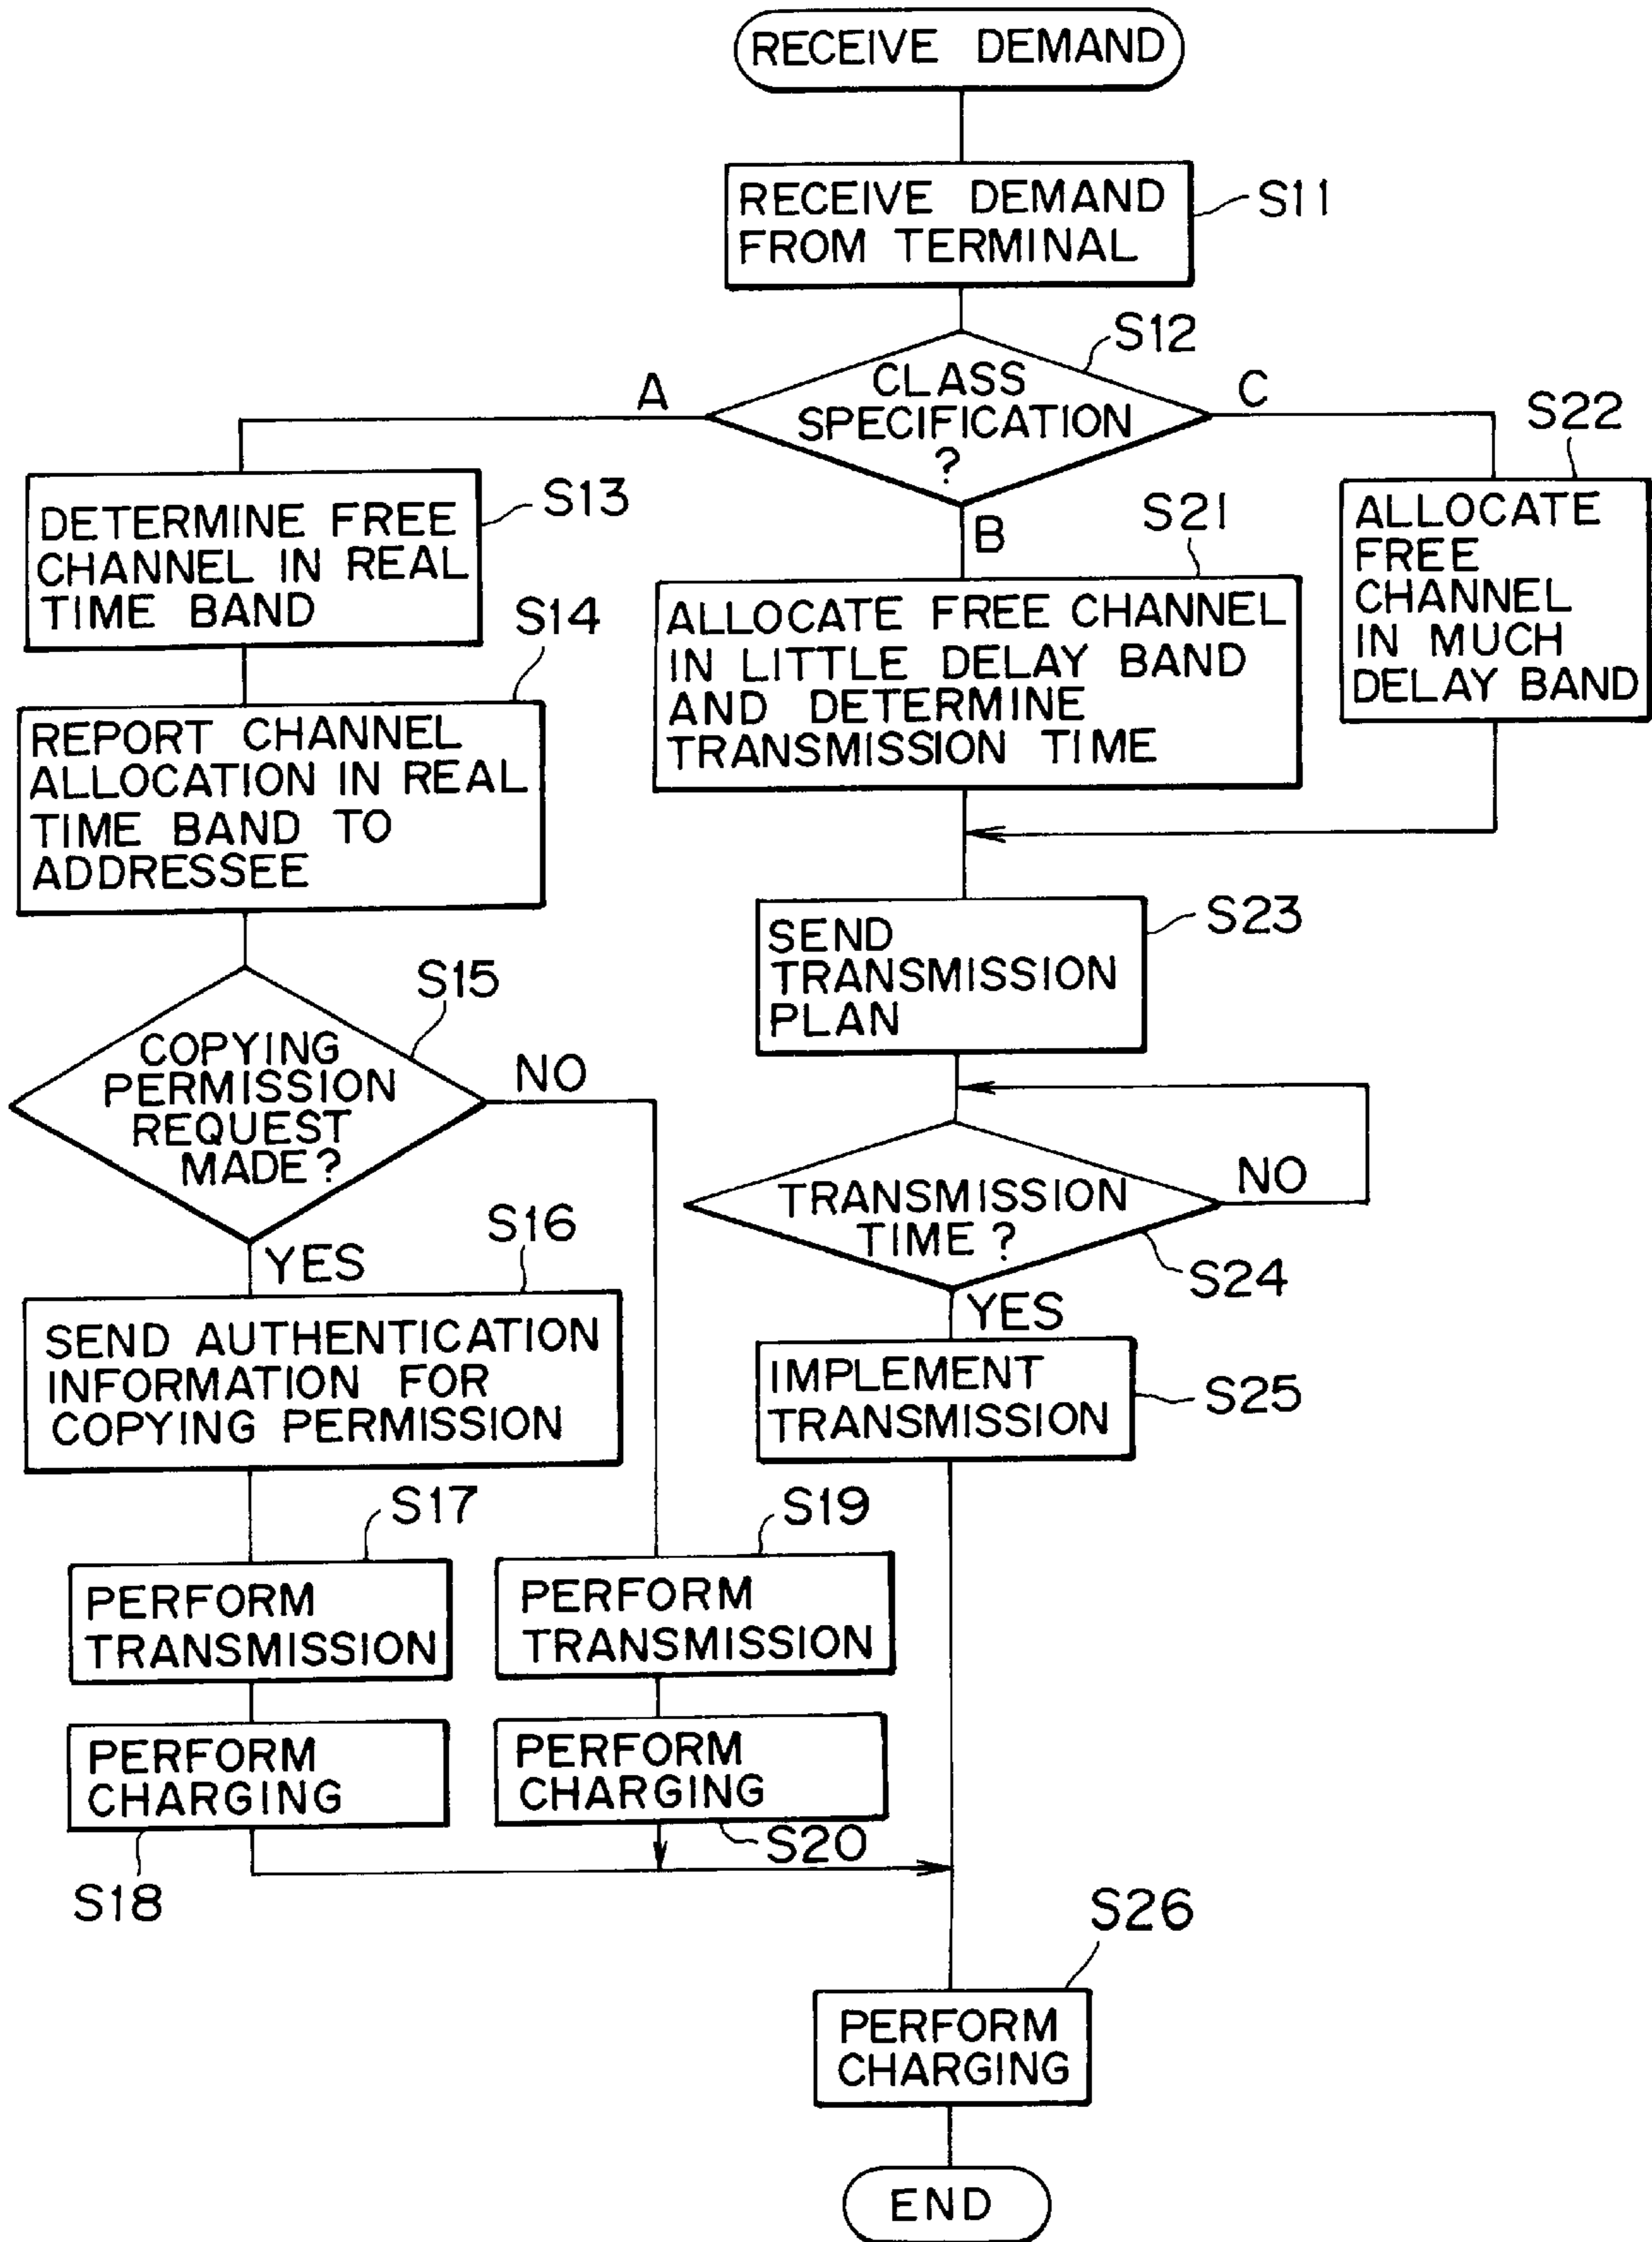 RECEIVE DEMAND
RECEIVE DEMAND
FROM TERMINAL
S11
S12
CLASS
SPECIFICATION
?
A
B
C
S13
DETERMINE FREE
CHANNEL IN REAL
TIME BAND
S14
REPORT CHANNEL
ALLOCATION IN REAL
TIME BAND TO
ADDRESSEE
S21
ALLOCATE FREE CHANNEL
IN LITTLE DELAY BAND
AND DETERMINE
TRANSMISSION TIME
S22
ALLOCATE
FREE
CHANNEL
IN MUCH
DELAY BAND
S15
COPYING
PERMISSION
REQUEST
MADE?
NO
YES
S23
SEND
TRANSMISSION
PLAN
TRANSMISSION
TIME?
NO
S24
YES
S16
SEND AUTHENTICATION
INFORMATION FOR
COPYING PERMISSION
IMPLEMENT
TRANSMISSION
S25
S17
PERFORM
TRANSMISSION
S19
PERFORM
TRANSMISSION
PERFORM
CHARGING
S18
PERFORM
CHARGING
S20
S26
PERFORM
CHARGING
END